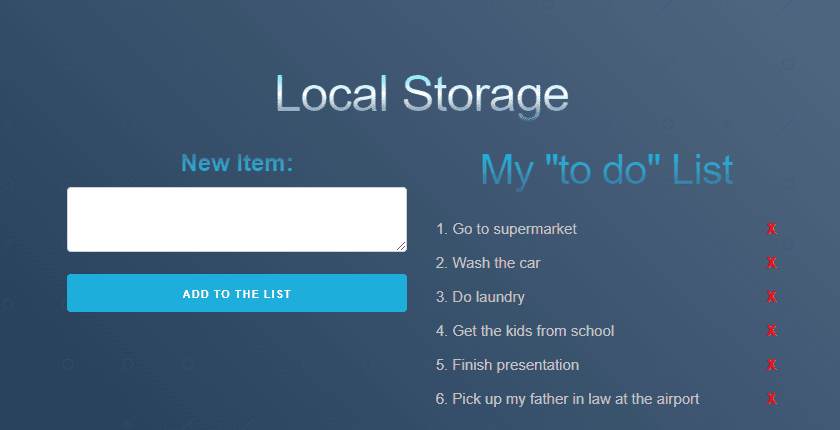 Local Storage
New Item:
ADD TO THE LIST
My "to do" List
1. Go to supermarket X
2. Wash the car X
3. Do laundry X
4. Get the kids from school X
5. Finish presentation X
6. Pick up my father in law at the airport X